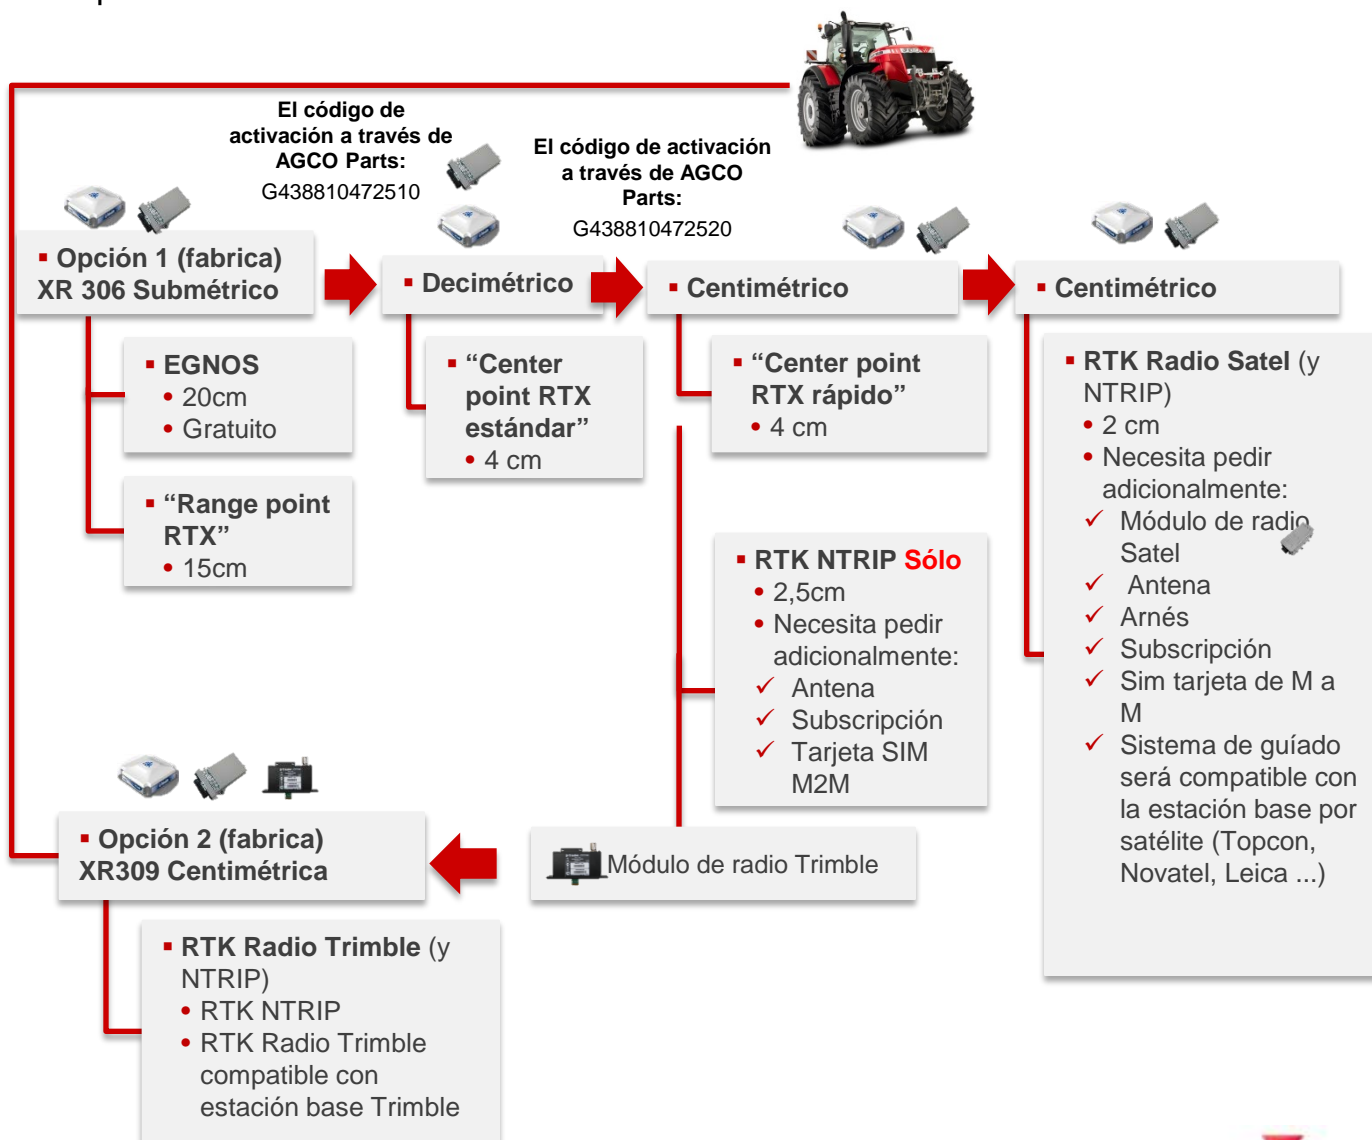 El código de
activación a través de
AGCO Parts:
G438810472510
El código de activación
a través de AGCO
Parts:
G438810472520
Opción 1 (fabrica)
XR 306 Submétrico
EGNOS
20cm
Gratuito
“Range point
RTX”
15cm
Decimétrico
“Center
point RTX
estándar”
4 cm
Centimétrico
“Center point
RTX rápido”
4 cm
RTK NTRIP Sólo
2,5cm
Necesita pedir
adicionalmente:
Antena
Subscripción
Tarjeta SIM
M2M
Módulo de radio Trimble
Centimétrico
RTK Radio Satel (y
NTRIP)
2 cm
Necesita pedir
adicionalmente:
Módulo de radio
Satel
Antena
Arnés
Subscripción
Sim tarjeta de M a
M
Sistema de guíado
será compatible con
la estación base por
satélite (Topcon,
Novatel, Leica ...)
Opción 2 (fabrica)
XR309 Centimétrica
RTK Radio Trimble (y
NTRIP)
RTK NTRIP
RTK Radio Trimble
compatible con
estación base Trimble